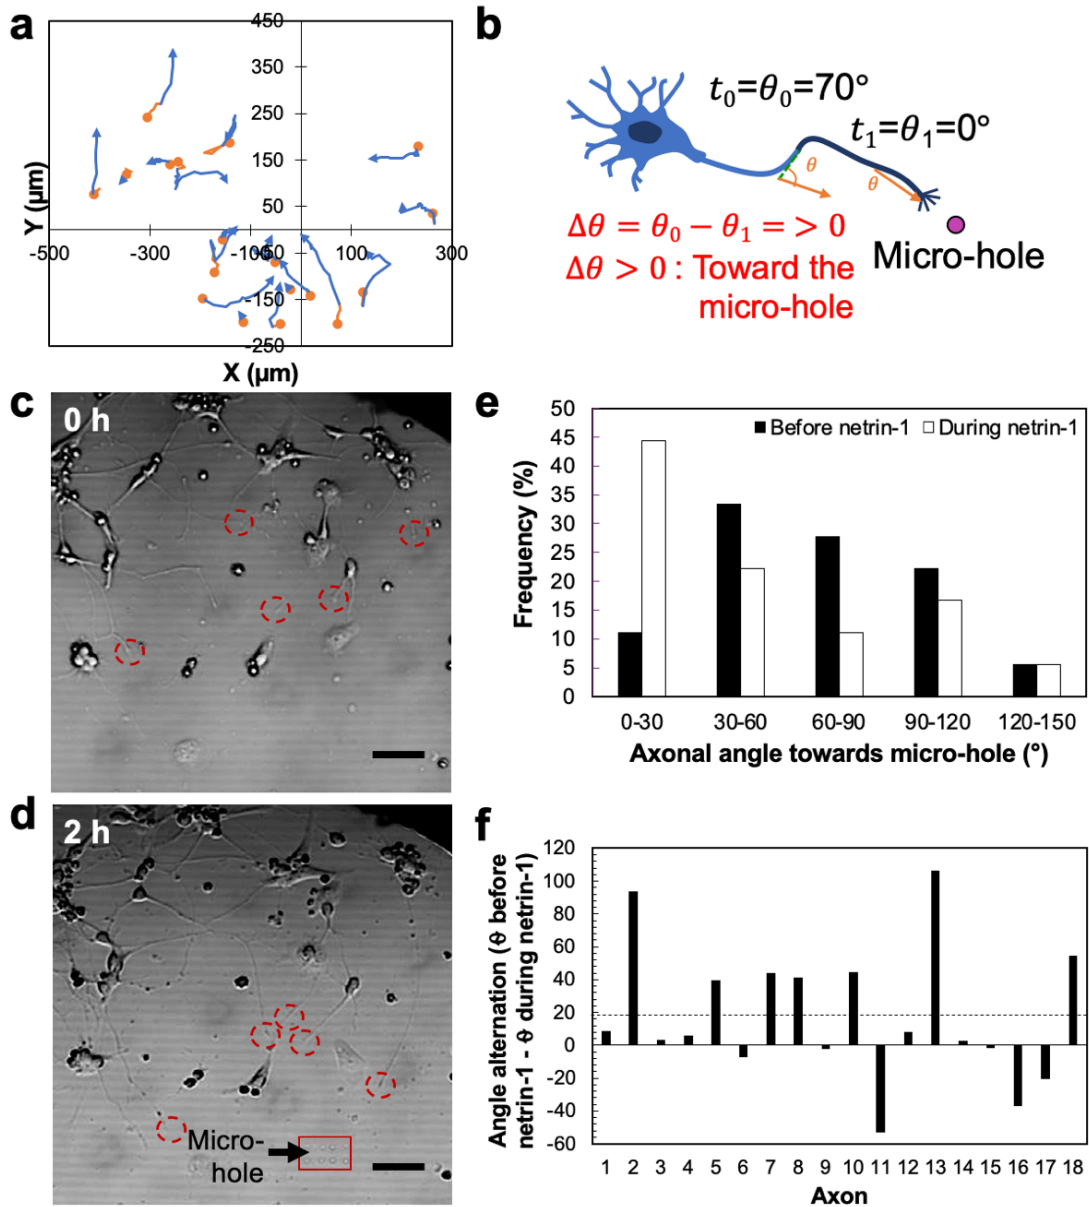 a
450
350
250
150
50
-50
-150
-250
-500
-300
-100
100
300
Y (µm)
X (µm)
b
t₀=θ₀=70°
t₁=θ₁=0°
θ
θ
Δθ = θ₀ − θ₁ = > 0
Δθ > 0 : Toward the
micro-hole
Micro-hole
c
0 h
d
2 h
Micro-
hole
e
50
45
40
35
30
25
20
15
10
5
0
Frequency (%)
Before netrin-1
During netrin-1
0-30
30-60
60-90
90-120
120-150
Axonal angle towards micro-hole (°)
f
120
100
80
60
40
20
0
-20
-40
-60
Angle alternation (θ before
netrin-1 - θ during netrin-1)
1 2 3 4 5 6 7 8 9 10 11 12 13 14 15 16 17 18
Axon